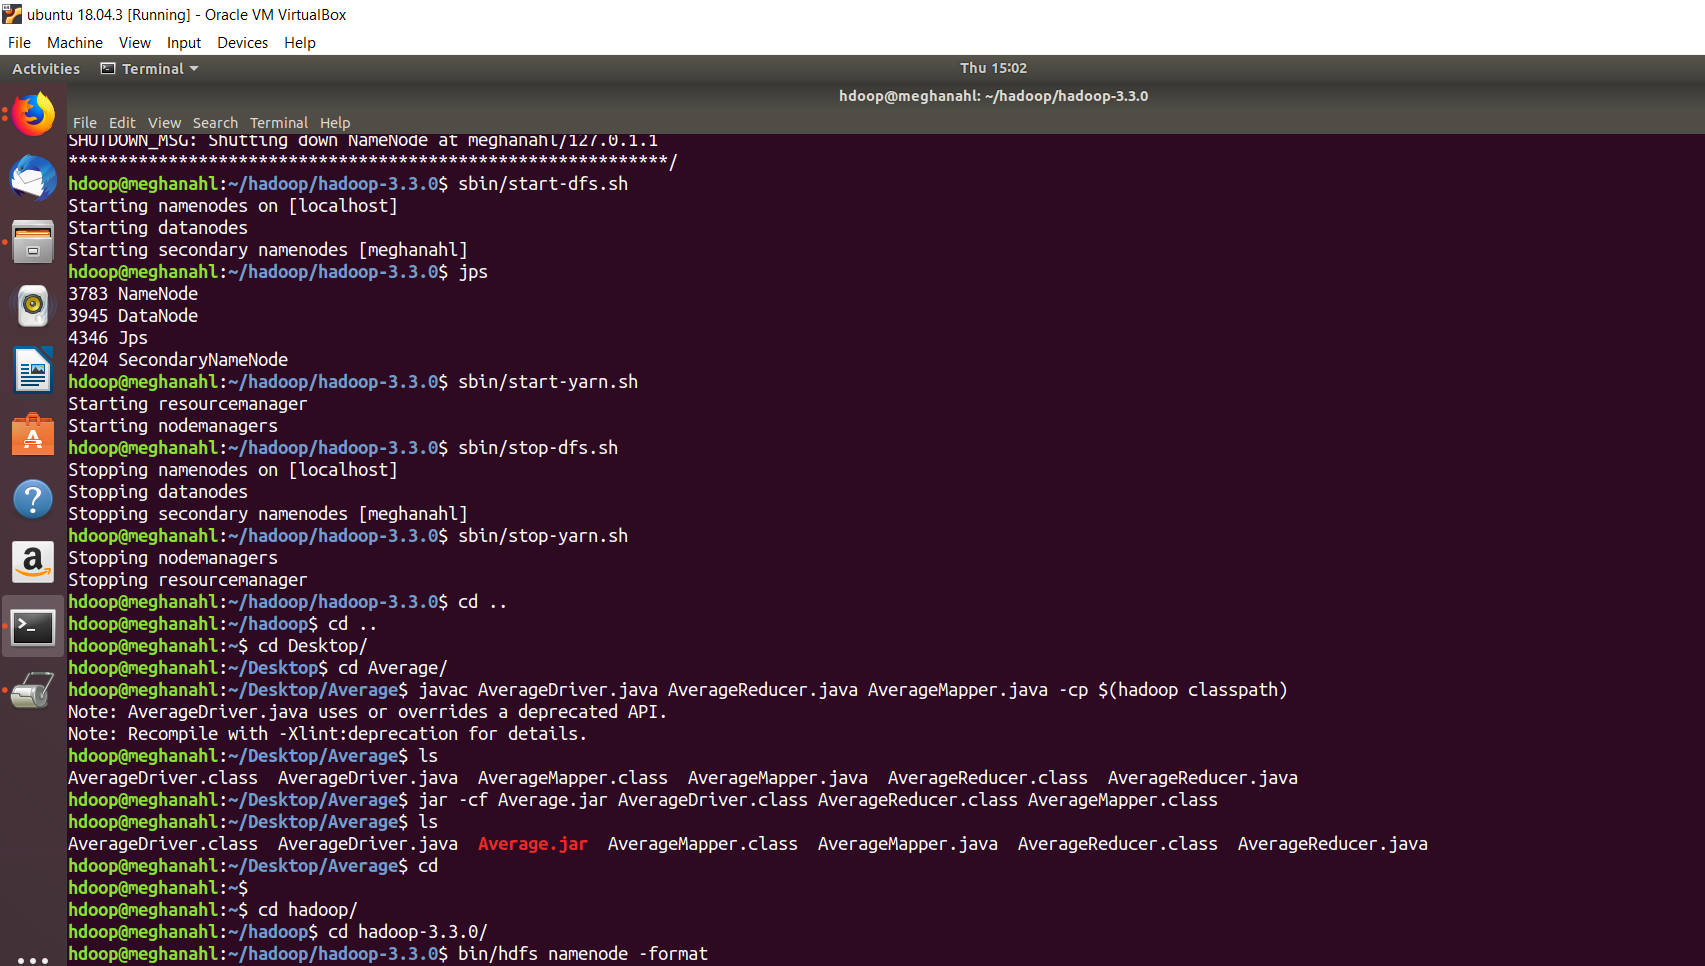 ubuntu 18.04.3 [Running] - Oracle VM VirtualBox
File Machine View Input Devices Help
Activities Terminal Thu 15:02
hdoop@meghanahl: ~/hadoop/hadoop-3.3.0
File Edit View Search Terminal Help
SHUTDOWN_MSG: Shutting down NameNode at meghanahl/127.0.1.1
************************************************************/
hdoop@meghanahl:~/hadoop/hadoop-3.3.0$ sbin/start-dfs.sh
Starting namenodes on [localhost]
Starting datanodes
Starting secondary namenodes [meghanahl]
hdoop@meghanahl:~/hadoop/hadoop-3.3.0$ jps
3783 NameNode
3945 DataNode
4346 Jps
4204 SecondaryNameNode
hdoop@meghanahl:~/hadoop/hadoop-3.3.0$ sbin/start-yarn.sh
Starting resourcemanager
Starting nodemanagers
hdoop@meghanahl:~/hadoop/hadoop-3.3.0$ sbin/stop-dfs.sh
Stopping namenodes on [localhost]
Stopping datanodes
Stopping secondary namenodes [meghanahl]
hdoop@meghanahl:~/hadoop/hadoop-3.3.0$ sbin/stop-yarn.sh
Stopping nodemanagers
Stopping resourcemanager
hdoop@meghanahl:~/hadoop/hadoop-3.3.0$ cd ..
hdoop@meghanahl:~/hadoop$ cd ..
hdoop@meghanahl:~$ cd Desktop/
hdoop@meghanahl:~/Desktop$ cd Average/
hdoop@meghanahl:~/Desktop/Average$ javac AverageDriver.java AverageReducer.java AverageMapper.java -cp $(hadoop classpath)
Note: AverageDriver.java uses or overrides a deprecated API.
Note: Recompile with -Xlint:deprecation for details.
hdoop@meghanahl:~/Desktop/Average$ ls
AverageDriver.class AverageDriver.java AverageMapper.class AverageMapper.java AverageReducer.class AverageReducer.java
hdoop@meghanahl:~/Desktop/Average$ jar -cf Average.jar AverageDriver.class AverageReducer.class AverageMapper.class
hdoop@meghanahl:~/Desktop/Average$ ls
AverageDriver.class AverageDriver.java Average.jar AverageMapper.class AverageMapper.java AverageReducer.class AverageReducer.java
hdoop@meghanahl:~/Desktop/Average$ cd
hdoop@meghanahl:~$
hdoop@meghanahl:~$ cd hadoop/
hdoop@meghanahl:~/hadoop$ cd hadoop-3.3.0/
hdoop@meghanahl:~/hadoop/hadoop-3.3.0$ bin/hdfs namenode -format